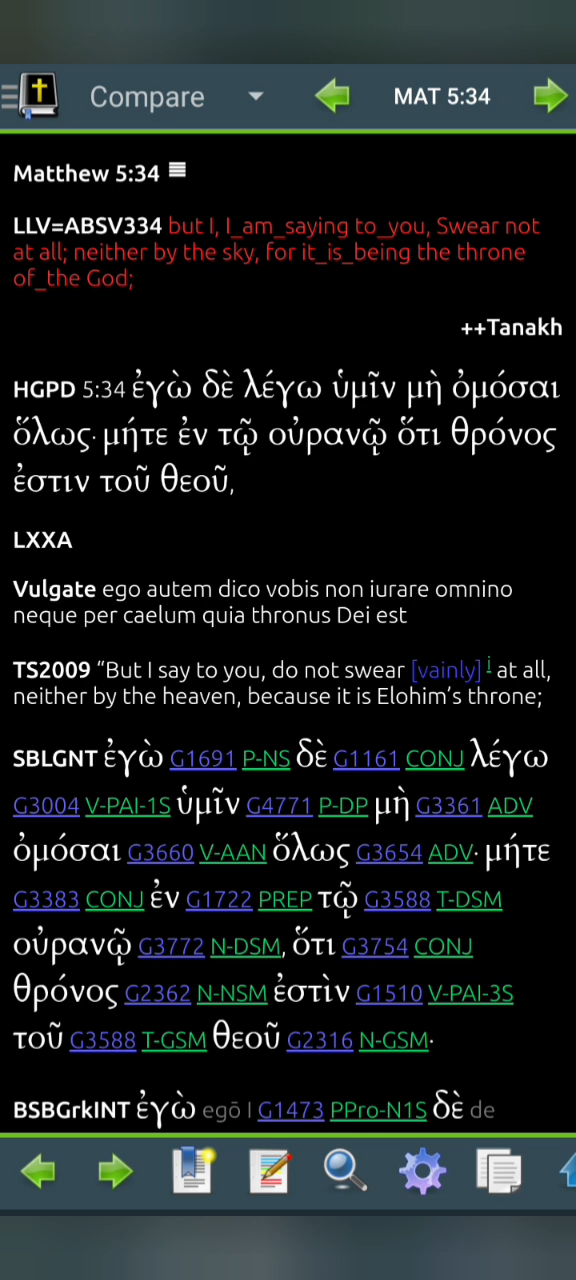 Compare
MAT 5:34
Matthew 5:34
LLV=ABSV334 but I, I_am_saying to_you, Swear not
at all; neither by the sky, for it_is_being the throne
of_the God;
++Tanakh
HGPD 5:34 ἐγὼ δὲ λέγω ὑμῖν μὴ ὀμόσαι
ὅλως· μήτε ἐν τῷ οὐρανῷ ὅτι θρόνος
ἐστιν τοῦ θεοῦ,
LXXA
Vulgate ego autem dico vobis non iurare omnino
neque per caelum quia thronus Dei est
TS2009 “But I say to you, do not swear [vainly] i at all,
neither by the heaven, because it is Elohim’s throne;
SBLGNT ἐγὼ G1691 P-NS δὲ G1161 CONJ λέγω
G3004 V-PAI-1S ὑμῖν G4771 P-DP μὴ G3361 ADV
ὀμόσαι G3660 V-AAN ὅλως G3654 ADV· μήτε
G3383 CONJ ἐν G1722 PREP τῷ G3588 T-DSM
οὐρανῷ G3772 N-DSM, ὅτι G3754 CONJ
θρόνος G2362 N-NSM ἐστὶν G1510 V-PAI-3S
τοῦ G3588 T-GSM θεοῦ G2316 N-GSM·
BSBGrkINT ἐγὼ egō I G1473 PPro-N1S δὲ de